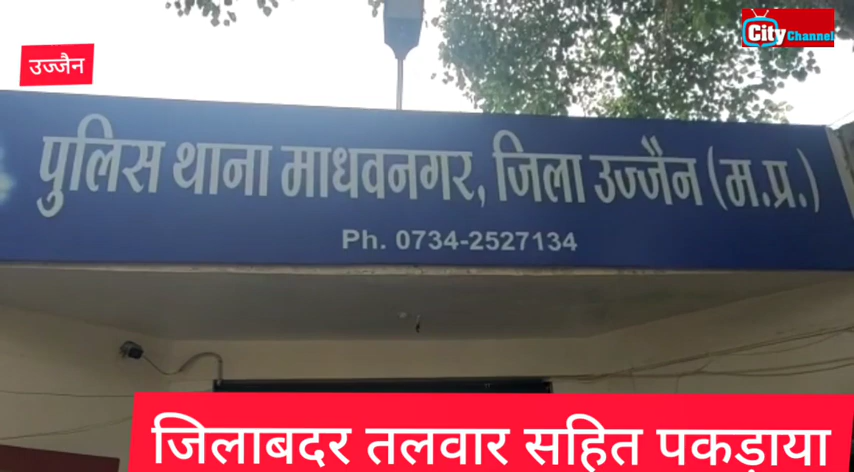 City Channel
उज्जैन
पुलिस थाना माधवनगर, जिला उज्जैन (म.प्र.)
Ph. 0734-2527134
जिलाबदर तलवार सहित पकड़ाया